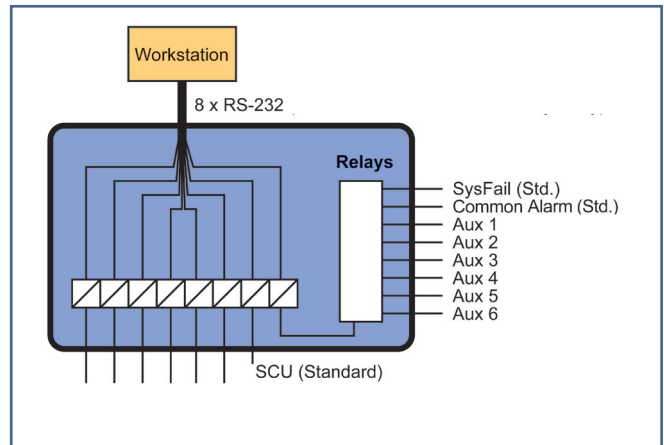 Workstation
8 x RS-232
Relays
SysFail (Std.)
Common Alarm (Std.)
Aux 1
Aux 2
Aux 3
Aux 4
Aux 5
Aux 6
SCU (Standard)